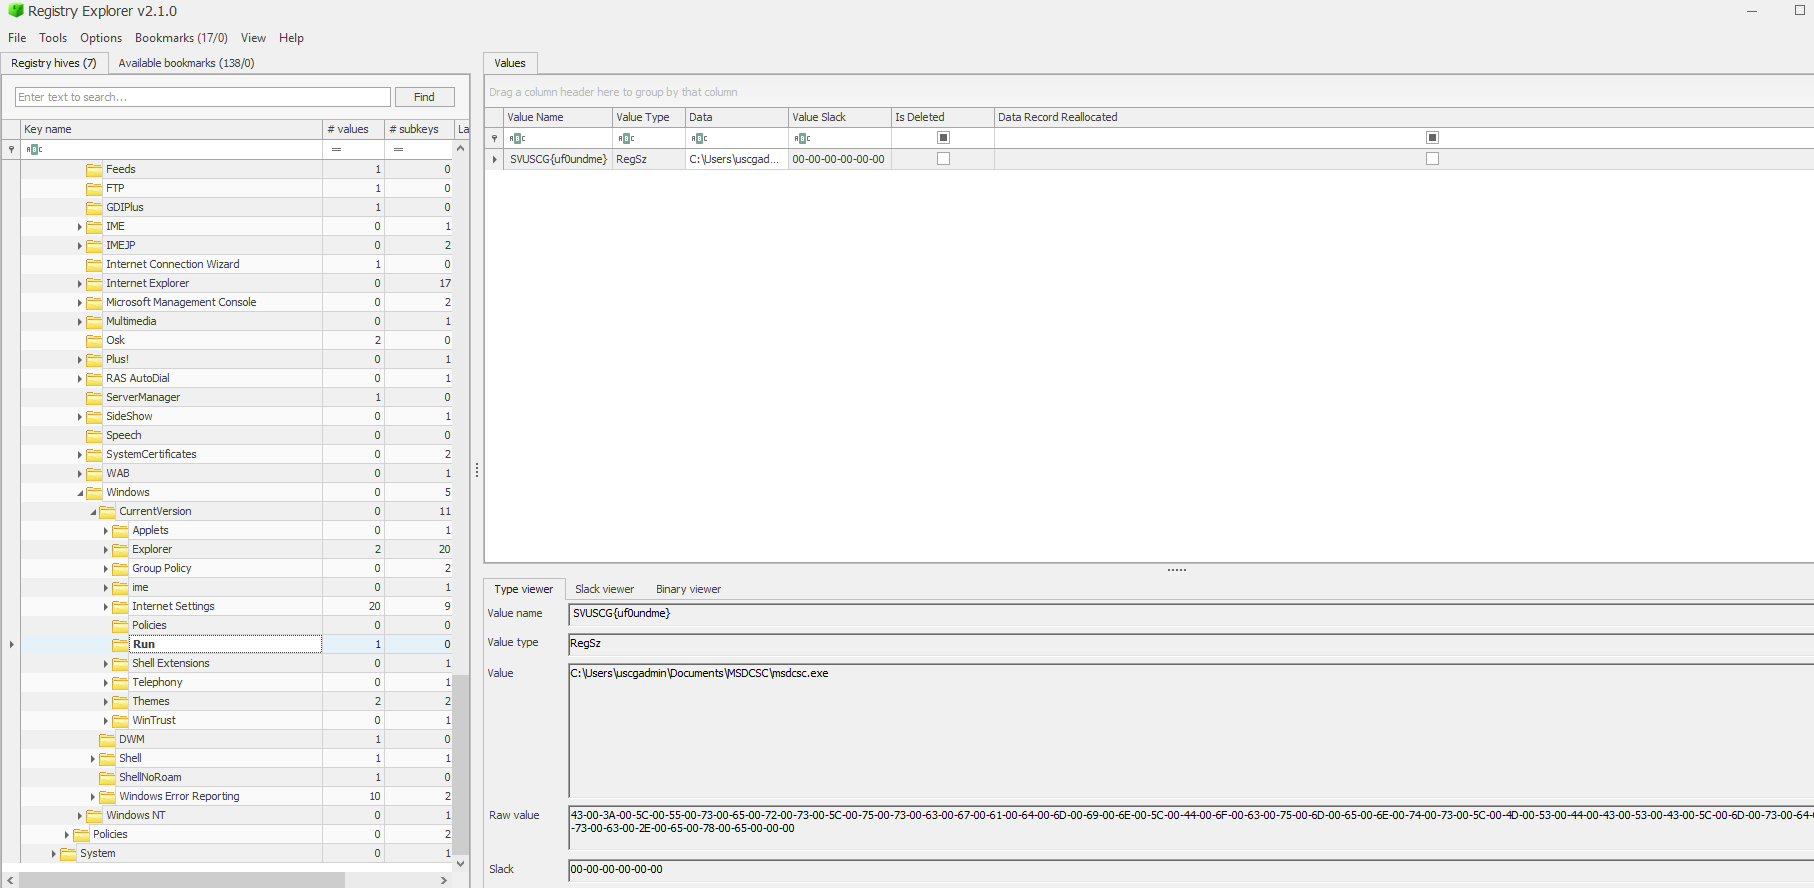 Registry Explorer v2.1.0
File Tools Options Bookmarks (17/0) View Help
Registry hives (7) Available bookmarks (138/0)
Enter text to search... Find
Key name # values # subkeys La
= =
Feeds 1 0
FTP 1 0
GDIPlus 1 0
IME 0 1
IMEJP 0 2
Internet Connection Wizard 1 0
Internet Explorer 0 17
Microsoft Management Console 0 2
Multimedia 0 1
Osk 2 0
Plus! 0 1
RAS AutoDial 0 1
ServerManager 1 0
SideShow 0 1
Speech 0 0
SystemCertificates 0 2
WAB 0 1
Windows 0 5
CurrentVersion 0 11
Applets 0 1
Explorer 2 20
Group Policy 0 2
ime 0 1
Internet Settings 20 9
Policies 0 0
Run 1 0
Shell Extensions 0 1
Telephony 0 1
Themes 2 2
WinTrust 0 1
DWM 1 0
Shell 1 1
ShellNoRoam 1 0
Windows Error Reporting 10 2
Windows NT 0 1
Policies 0 2
System 0 1
Values
Drag a column header here to group by that column
Value Name Value Type Data Value Slack Is Deleted Data Record Reallocated
SVUSCG{uf0undme} RegSz C:\Users\uscgad... 00-00-00-00-00-00
Type viewer Slack viewer Binary viewer
Value name SVUSCG{uf0undme}
Value type RegSz
Value C:\Users\uscgadmin\Documents\MSDCSC\msdcsc.exe
Raw value 43-00-3A-00-5C-00-55-00-73-00-65-00-72-00-73-00-5C-00-75-00-73-00-63-00-67-00-61-00-64-00-6D-00-69-00-6E-00-5C-00-44-00-6F-00-63-00-75-00-6D-00-65-00-6E-00-74-00-73-00-5C-00-4D-00-53-00-44-00-43-00-53-00-43-00-5C-00-6D-00-73-00-64-0
-73-00-63-00-2E-00-65-00-78-00-65-00-00-00
Slack 00-00-00-00-00-00